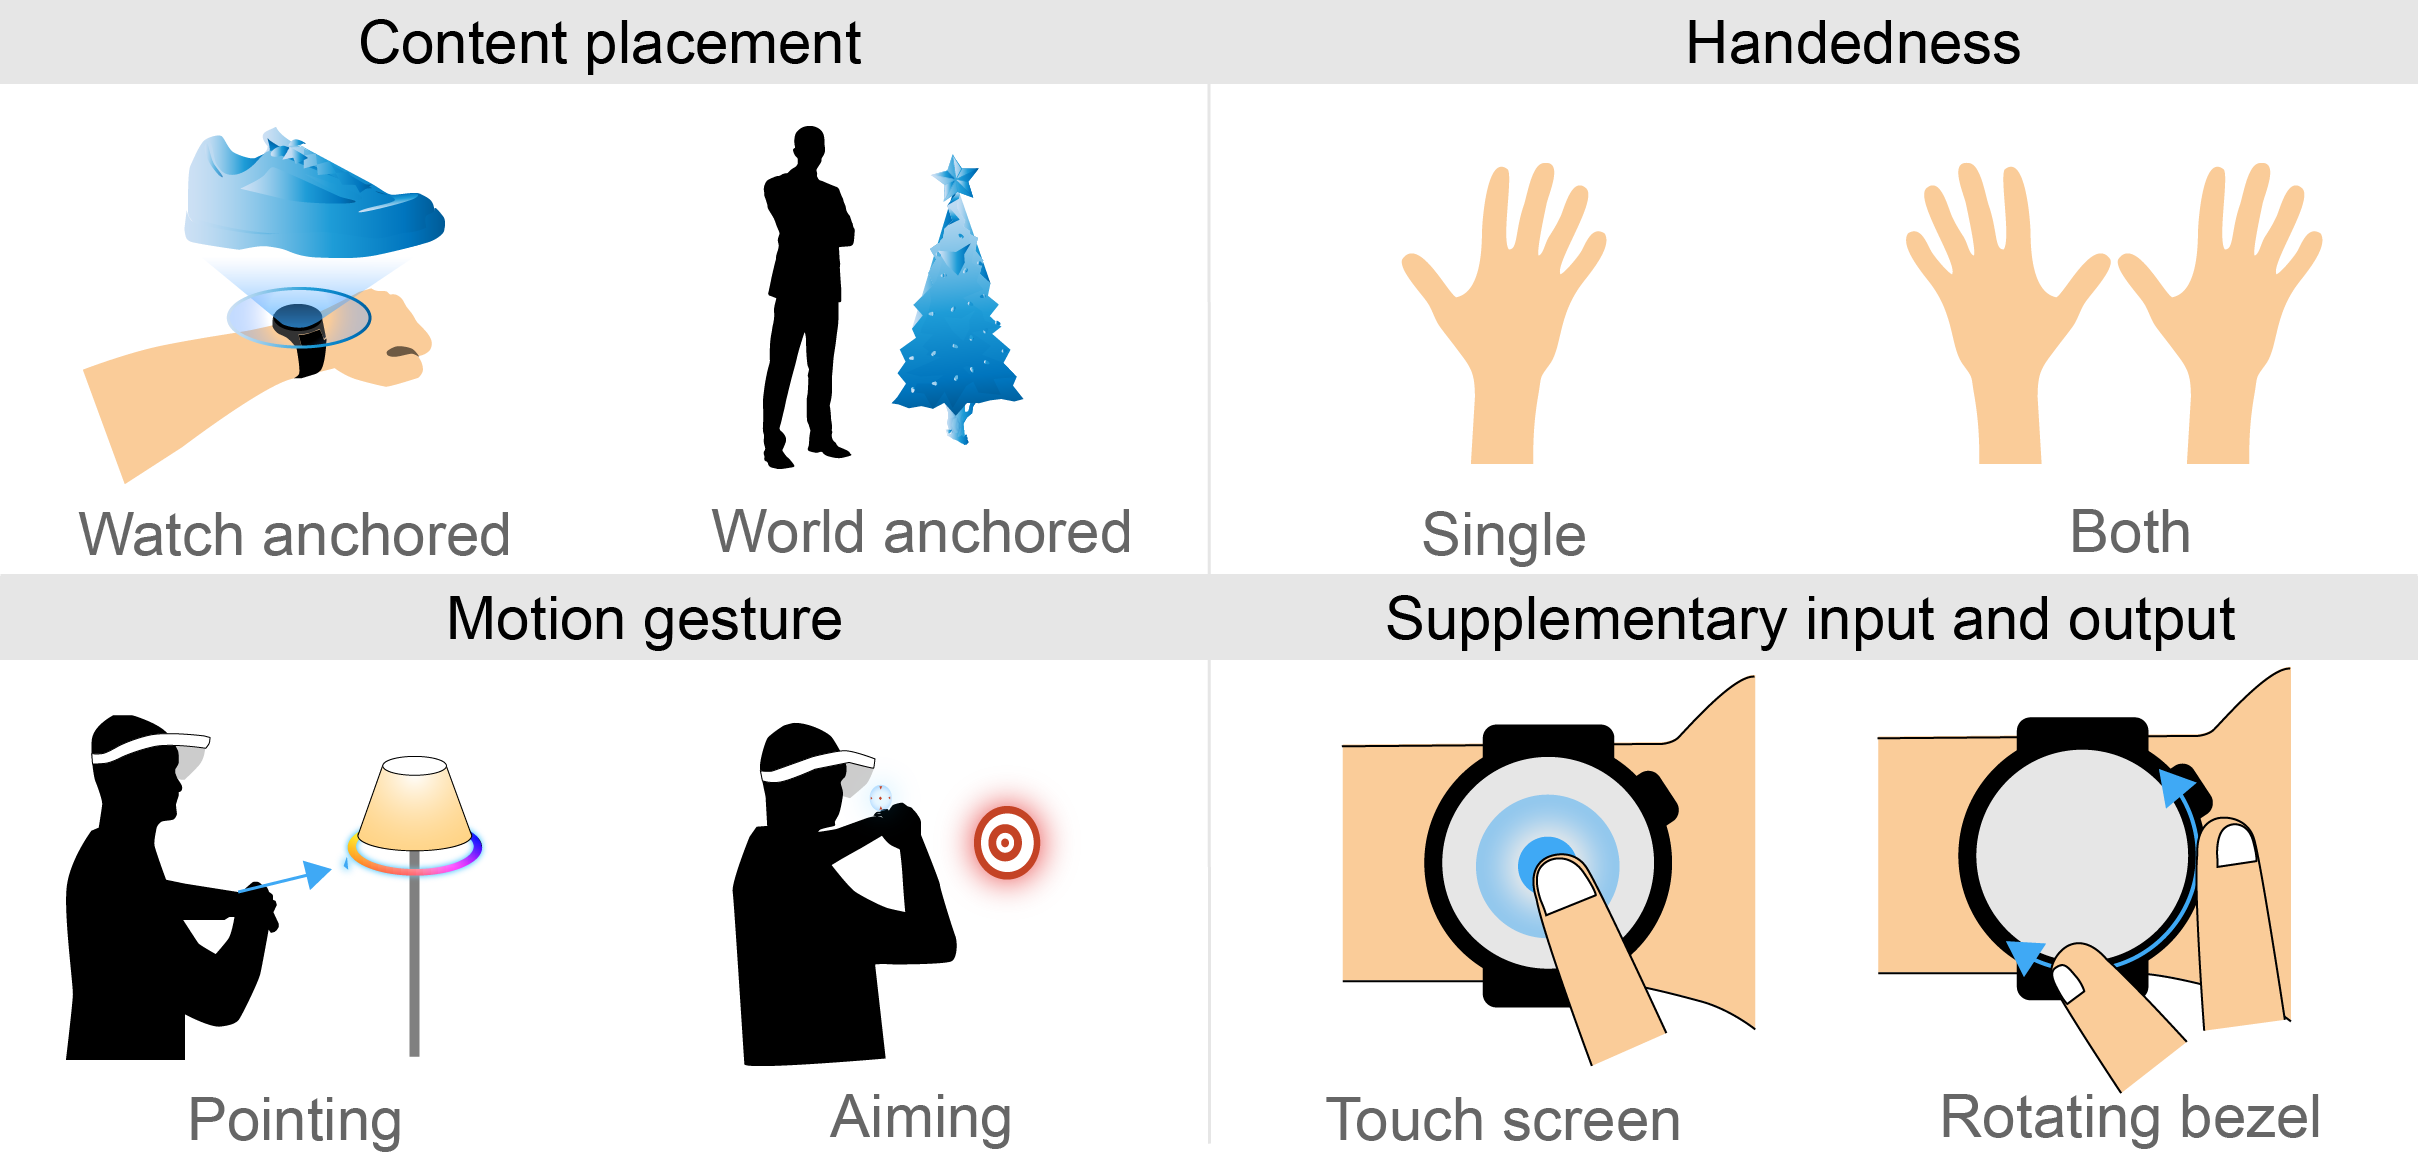 Content placement
Handedness
Watch anchored
World anchored
Single
Both
Motion gesture
Supplementary input and output
Pointing
Aiming
Touch screen
Rotating bezel